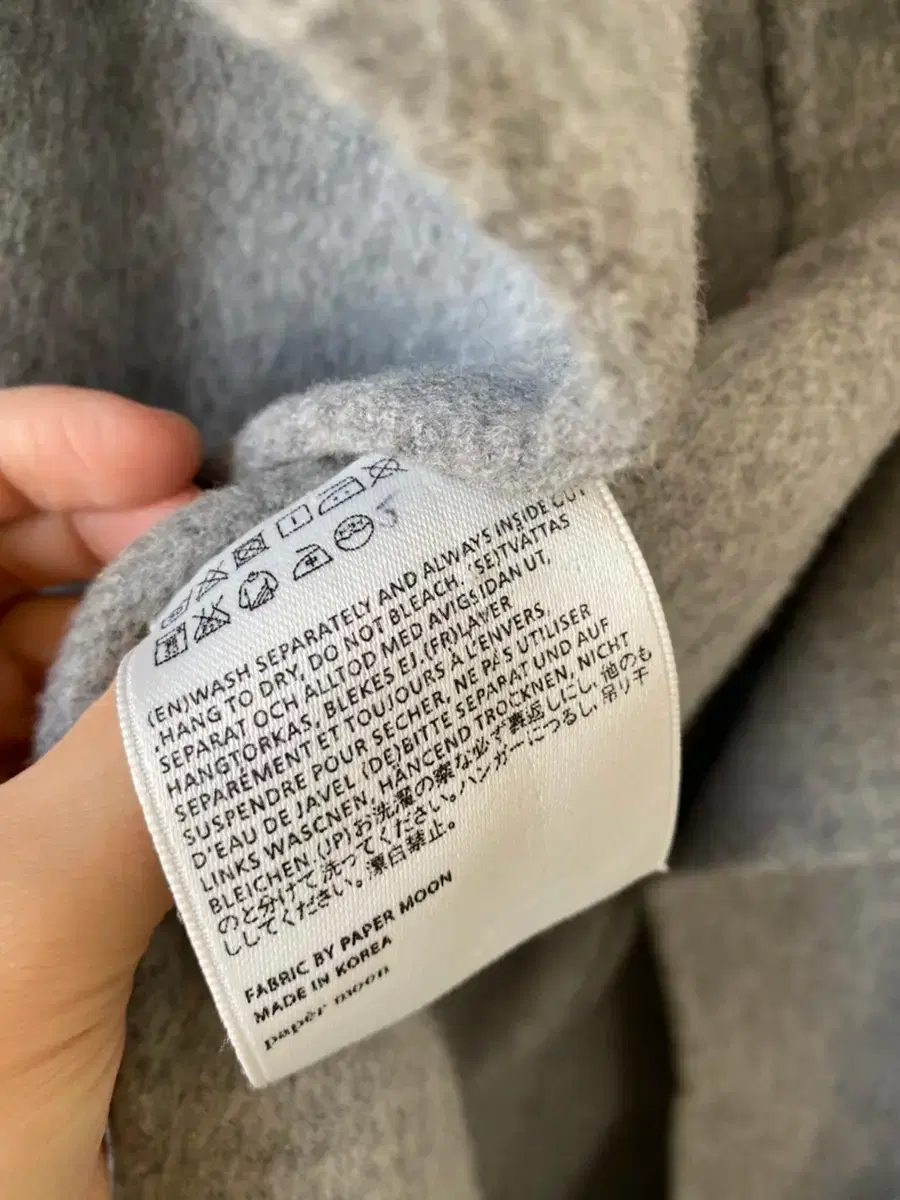 (EN)WASH SEPARATELY AND ALWAYS INSIDE OUT
,HANG TO DRY, DO NOT BLEACH. (SE)TVÄTTAS
SEPARAT OCH ALLTOD MED AVIGSIDAN UT,
HANGTORKAS, BLEKES EJ.(FR)LAVER
SEPARÉMENT ET TOUJOURS À L'ENVERS,
SUSPENDRE POUR SÉCHER, NE PAS UTILISER
D'EAU DE JAVEL (DE)BITTE SEPARAT UND AUF
LINKS WASCNEN, HÄNCEND TROCKNEN, NICHT
BLEICHEN.(JP)お洗濯の際な必ず裏返しにし、他のも
のと分けて洗ってください。ハンガーにつるし、吊り干
ししてください。漂白禁止。
FABRIC BY PAPER MOON
MADE IN KOREA
paper moon